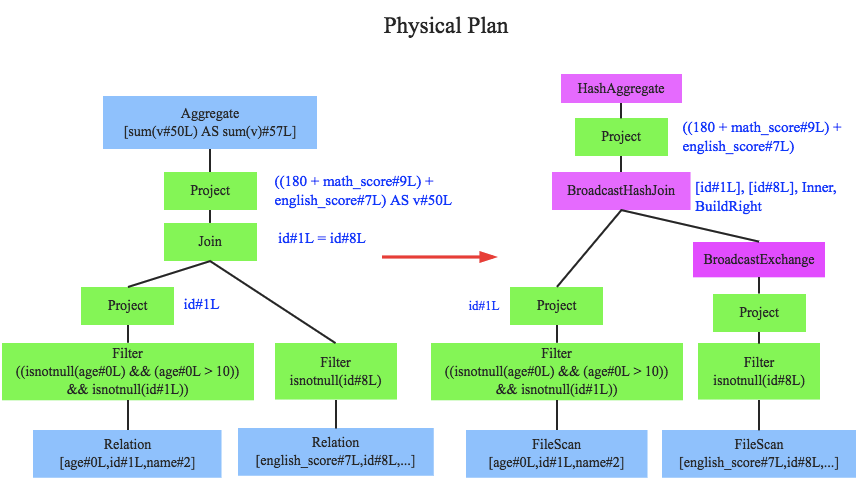 Physical Plan
Aggregate
[sum(v#50L) AS sum(v)#57L]
Project
((180 + math_score#9L) +
english_score#7L) AS v#50L
Join
id#1L = id#8L
Project
id#1L
Filter
((isnotnull(age#0L) && (age#0L > 10))
&& isnotnull(id#1L))
Filter
isnotnull(id#8L)
Relation
[age#0L,id#1L,name#2]
Relation
[english_score#7L,id#8L,...]
HashAggregate
Project
((180 + math_score#9L) +
english_score#7L)
BroadcastHashJoin
[id#1L], [id#8L], Inner,
BuildRight
BroadcastExchange
id#1L
Project
Project
Filter
((isnotnull(age#0L) && (age#0L > 10))
&& isnotnull(id#1L))
Filter
isnotnull(id#8L)
FileScan
[age#0L,id#1L,name#2]
FileScan
[english_score#7L,id#8L,...]